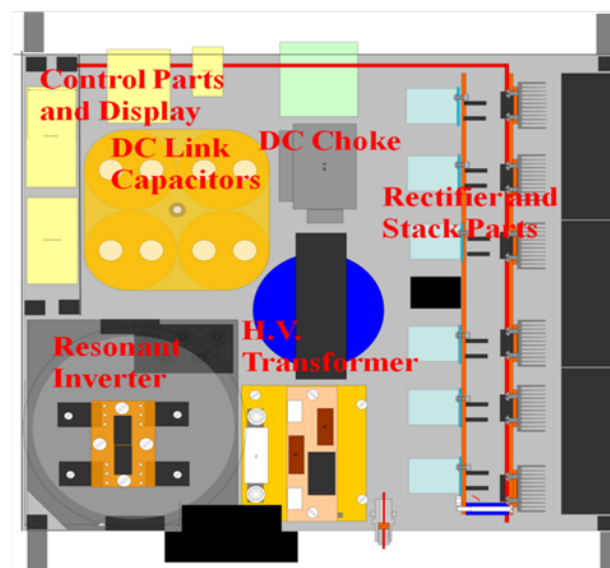 Control Parts
and Display
DC Link
Capacitors
DC Choke
Rectifier and
Stack Parts
H.V.
Transformer
Resonant
Inverter